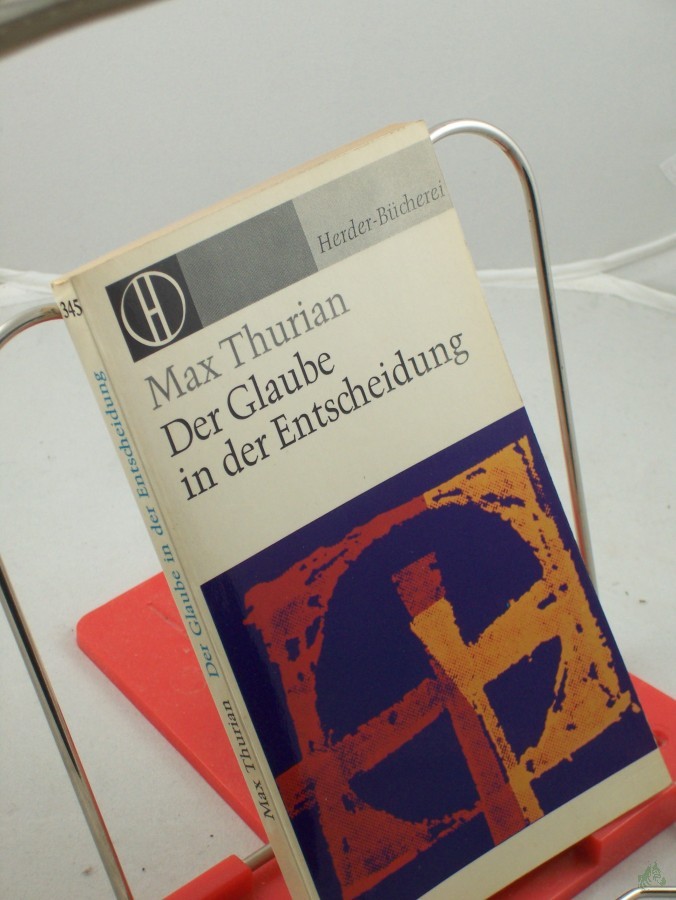 Herder-Bücherei
H
Max Thurian
Der Glaube
in der Entscheidung
345
Max Thurian Der Glaube in der Entscheidung